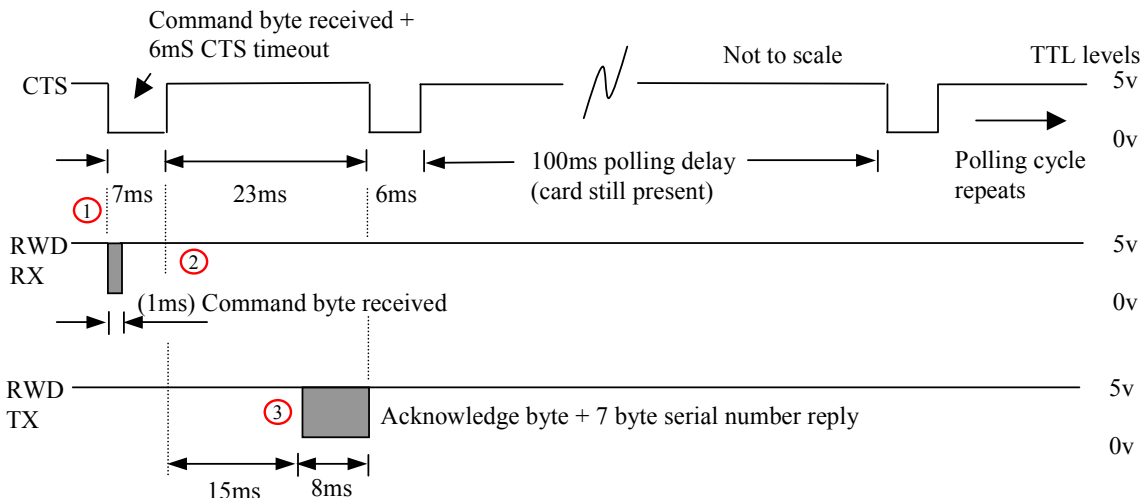 Command byte received +
6mS CTS timeout
Not to scale
TTL levels
CTS
5v
0v
7ms
23ms
6ms
100ms polling delay
(card still present)
Polling cycle
repeats
1
RWD
RX
2
5v
0v
(1ms) Command byte received
RWD
TX
3
Acknowledge byte + 7 byte serial number reply
5v
0v
15ms
8ms